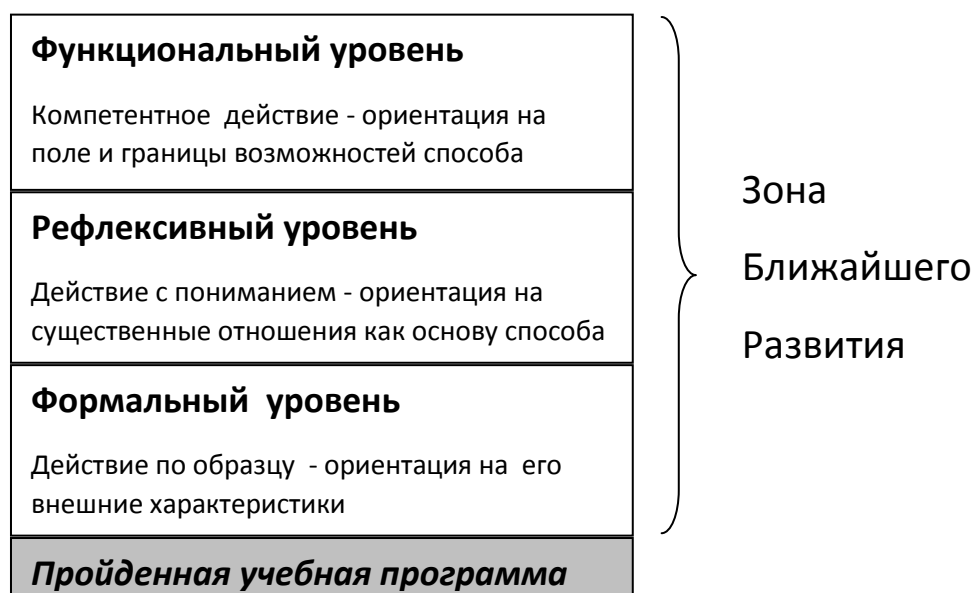 Функциональный уровень
Компетентное действие - ориентация на
поле и границы возможностей способа
Рефлексивный уровень
Действие с пониманием - ориентация на
существенные отношения как основу способа
Формальный уровень
Действие по образцу - ориентация на его
внешние характеристики
Пройденная учебная программа
Зона
Ближайшего
Развития